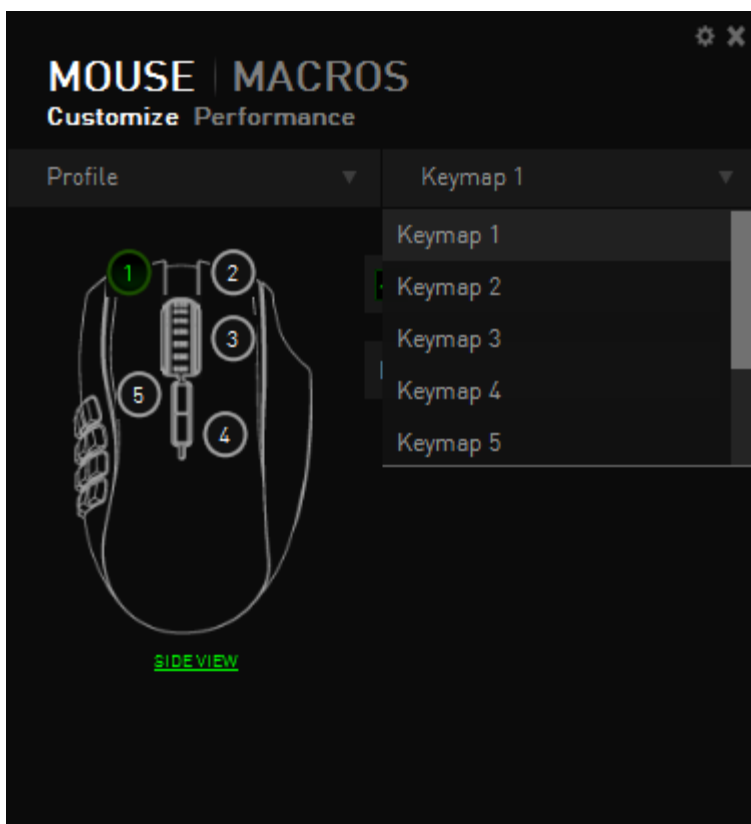 MOUSE | MACROS
Customize Performance
Profile
Keymap 1
Keymap 1
Keymap 2
Keymap 3
Keymap 4
Keymap 5
1
2
3
5
4
SIDE VIEW